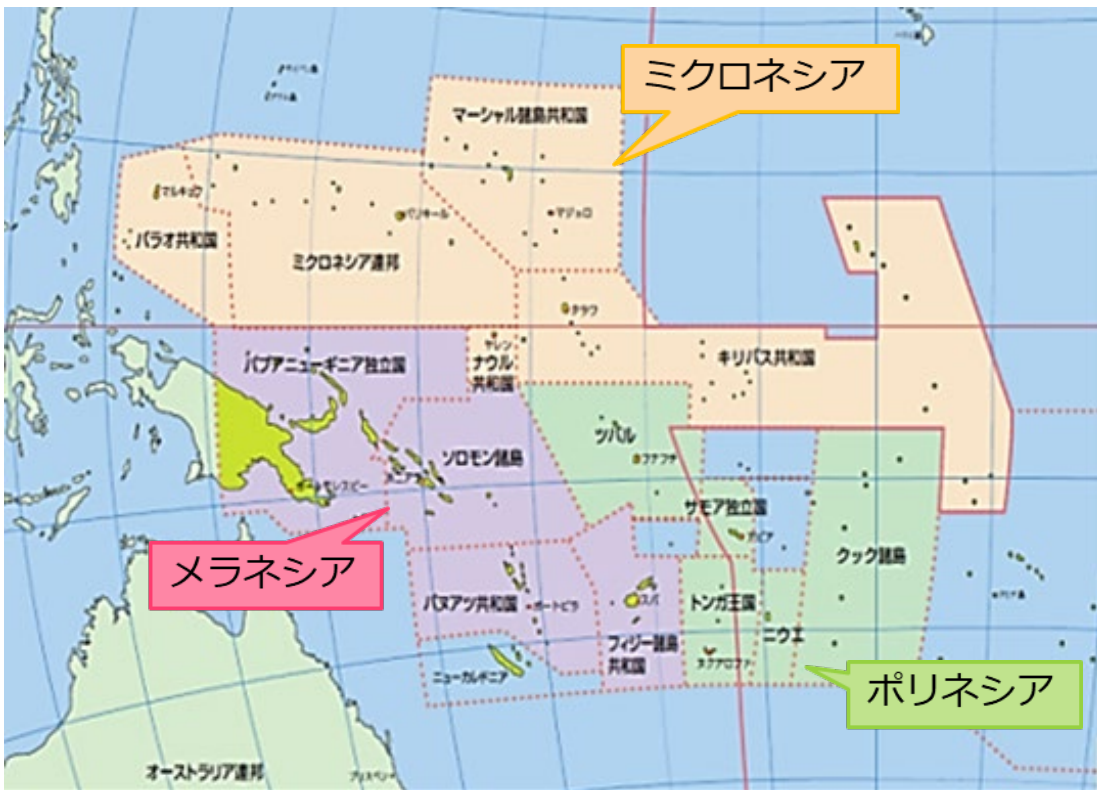 ミクロネシア
マーシャル諸島共和国
マルキョク
パリキール
マジュロ
パラオ共和国
ミクロネシア連邦
タラワ
ヤレン
ナウル
共和国
キリバス共和国
パプアニューギニア独立国
ツバル
フナフチ
ソロモン諸島
ホニアラ
ポートモレスビー
サモア独立国
アピア
クック諸島
メラネシア
バヌアツ共和国
ポートビラ
スバ
トンガ王国
ニウエ
フィジー諸島
共和国
ヌクアロファ
ニューカルドニア
ポリネシア
オーストラリア連邦
ブリスベン